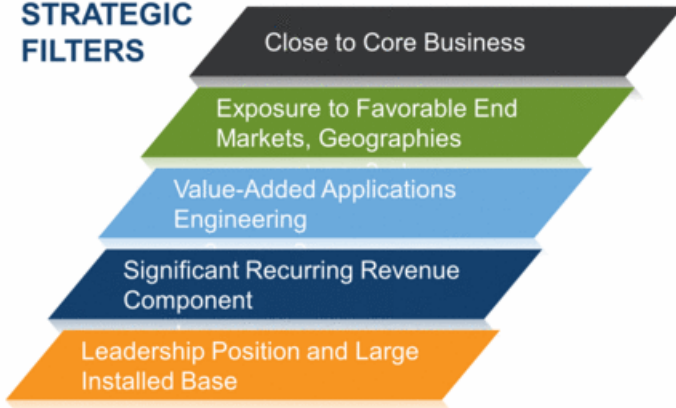 STRATEGIC
FILTERS
Close to Core Business
Exposure to Favorable End
Markets, Geographies
Value-Added Applications
Engineering
Significant Recurring Revenue
Component
Leadership Position and Large
Installed Base